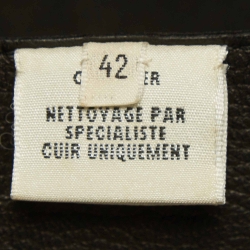 42
NETTOYAGE PAR
SPECIALISTE
CUIR UNIQUEMENT